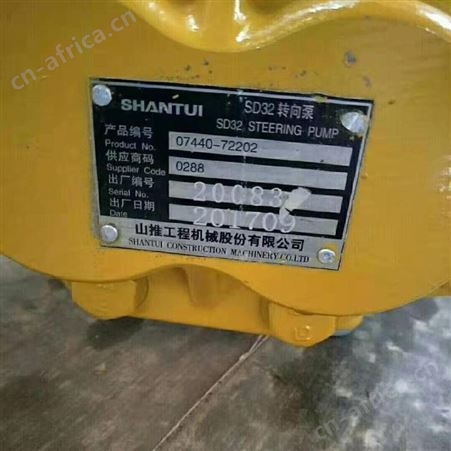 cn-africa.com
SHANTUI SD32 转向泵
SD32 STEERING PUMP
产品编号
Product No. 07440-72202
供应商码
Supplier Code 0288
出厂编号
Serial No. 20C83
出厂日期
Date 201709
山推工程机械股份有限公司
SHANTUI CONSTRUCTION MACHINERY.CO.LTD